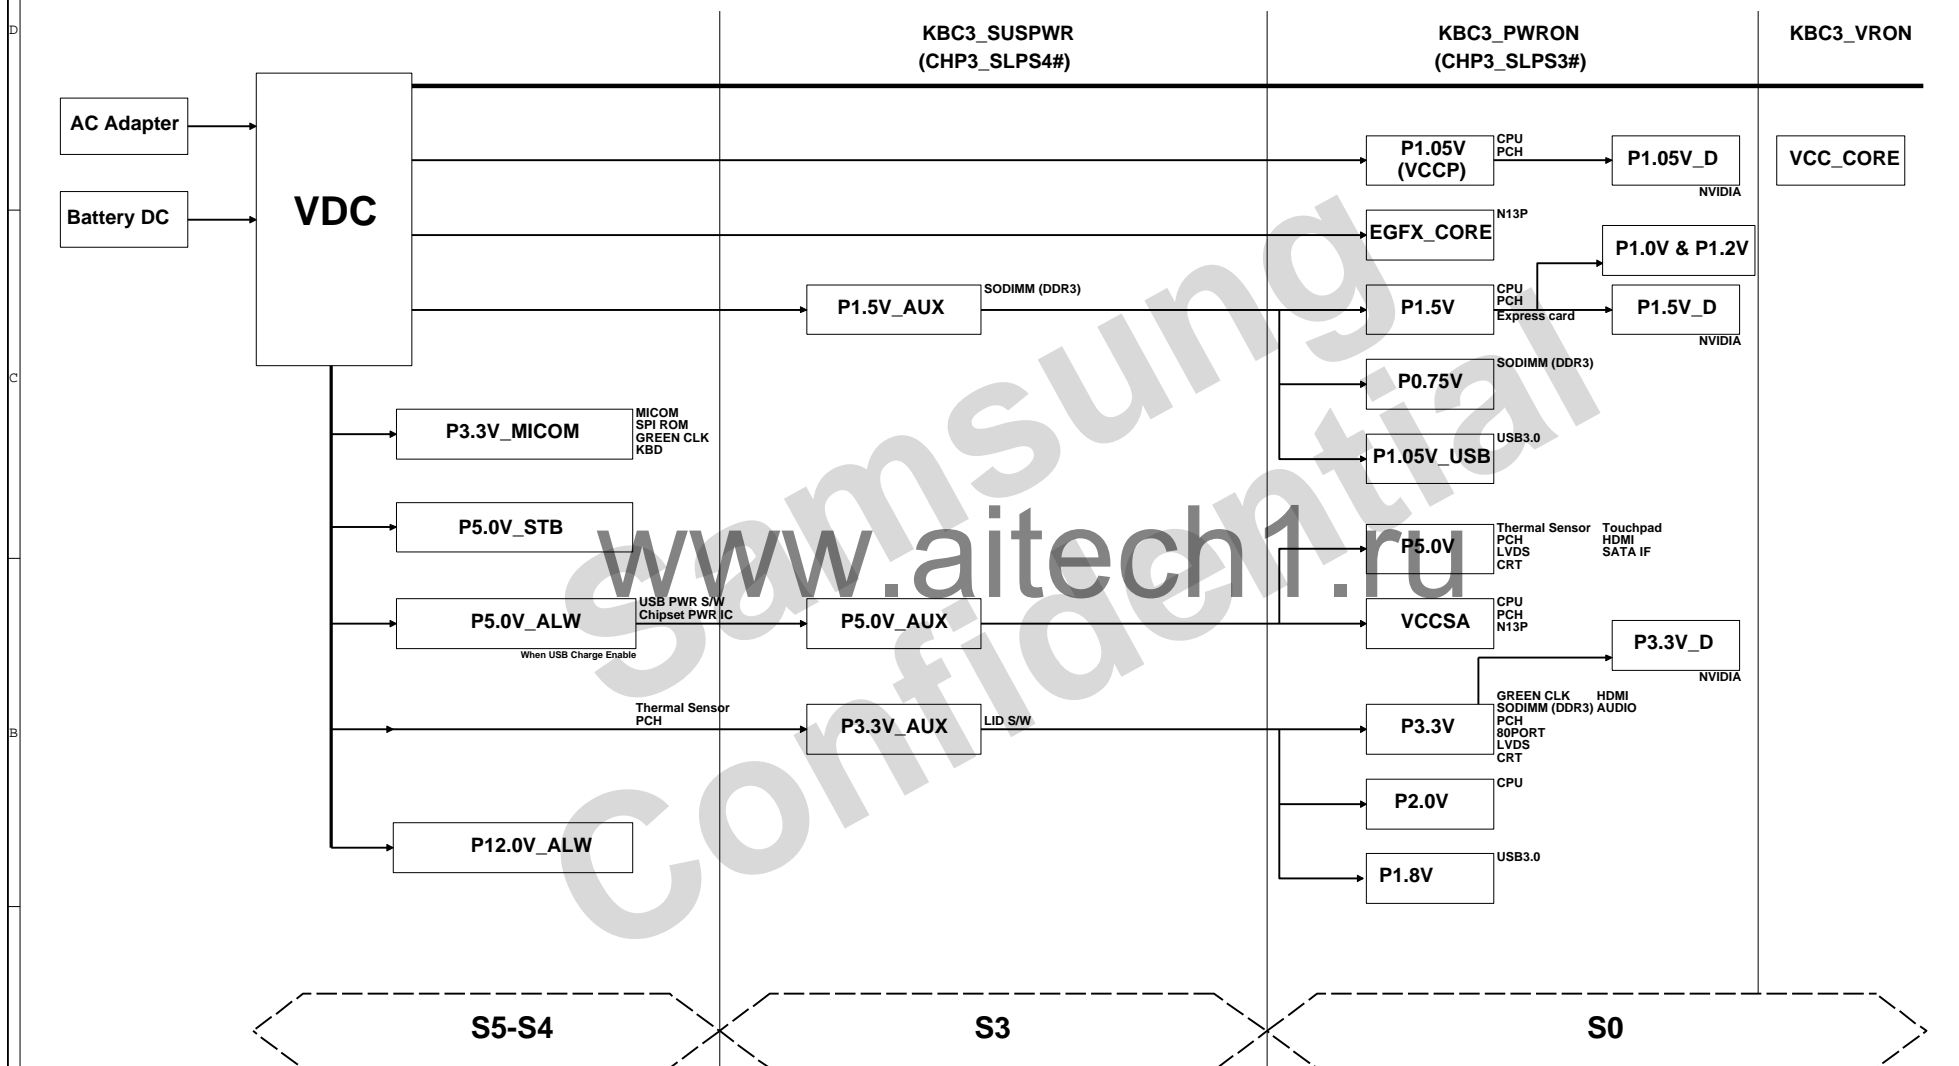 D
KBC3_SUSPWR
(CHP3_SLPS4#)
KBC3_PWRON
(CHP3_SLPS3#)
KBC3_VRON
AC Adapter
Battery DC
VDC
P1.05V
(VCCP)
CPU
PCH
P1.05V_D
NVIDIA
VCC_CORE
EGFX_CORE
N13P
P1.0V & P1.2V
P1.5V_AUX
SODIMM (DDR3)
P1.5V
CPU
PCH
Express card
P1.5V_D
NVIDIA
C
P0.75V
SODIMM (DDR3)
P3.3V_MICOM
MICOM
SPI ROM
GREEN CLK
KBD
P1.05V_USB
USB3.0
P5.0V_STB
P5.0V
Thermal Sensor
PCH
LVDS
CRT
Touchpad
HDMI
SATA IF
P5.0V_ALW
USB PWR S/W
Chipset PWR IC
When USB Charge Enable
P5.0V_AUX
VCCSA
CPU
PCH
N13P
P3.3V_D
NVIDIA
B
Thermal Sensor
PCH
P3.3V_AUX
LID S/W
P3.3V
GREEN CLK HDMI
SODIMM (DDR3) AUDIO
PCH
80PORT
LVDS
CRT
P2.0V
CPU
P12.0V_ALW
P1.8V
USB3.0
S5-S4
S3
S0
Samsung
Confidential
www.aitech1.ru